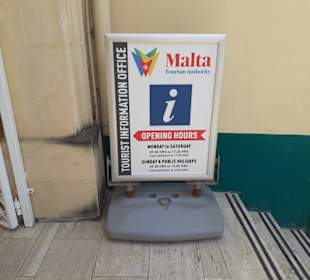 TOURIST INFORMATION OFFICE
Malta
Tourism Authority
i
OPENING HOURS
MONDAY to SATURDAY
SUNDAY & PUBLIC HOLIDAYS